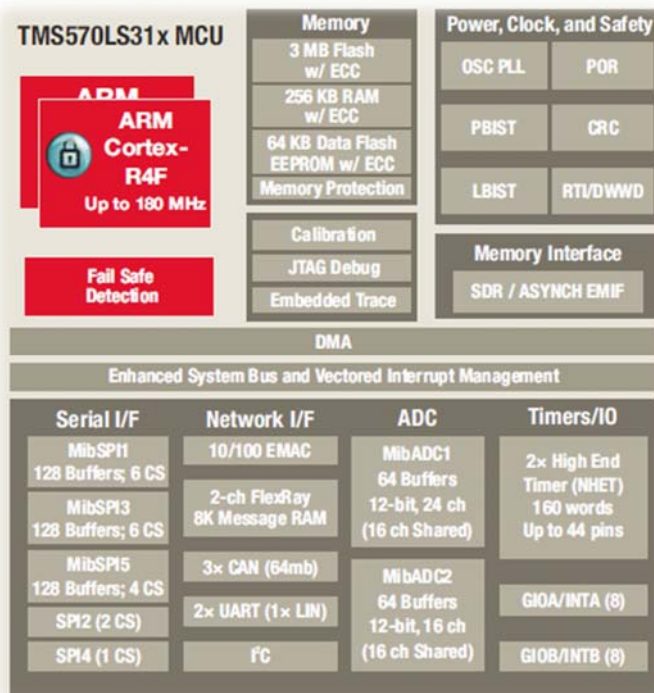 TMS570LS31x MCU
ARM
ARM
Cortex-
R4F
Up to 180 MHz
Fail Safe
Detection
Memory
3 MB Flash
w/ ECC
256 KB RAM
w/ ECC
64 KB Data Flash
EEPROM w/ ECC
Memory Protection
Calibration
JTAG Debug
Embedded Trace
Power, Clock, and Safety
OSC PLL
POR
PBIST
CRC
LBIST
RTI/DWWD
Memory Interface
SDR / ASYNCH EMIF
DMA
Enhanced System Bus and Vectored Interrupt Management
Serial I/F
MibSPI1
128 Buffers; 6 CS
MibSPI3
128 Buffers; 6 CS
MibSPI5
128 Buffers; 4 CS
SPI2 (2 CS)
SPI4 (1 CS)
Network I/F
10/100 EMAC
2-ch FlexRay
8K Message RAM
3× CAN (64mb)
2× UART (1× LIN)
I²C
ADC
MibADC1
64 Buffers
12-bit, 24 ch
(16 ch Shared)
MibADC2
64 Buffers
12-bit, 16 ch
(16 ch Shared)
Timers/IO
2× High End
Timer (NHET)
160 words
Up to 44 pins
GIOA/INTA (8)
GIOB/INTB (8)